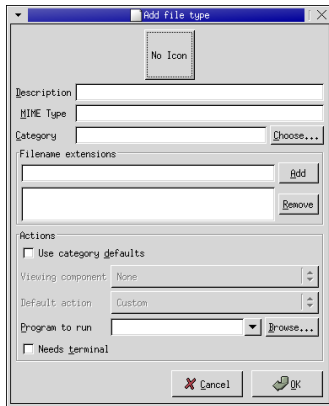 Add file type
No Icon
Description
MIME Type
Category
Choose...
Filename extensions
Add
Remove
Actions
Use category defaults
Viewing component
None
Default action
Custom
Program to run
Browse...
Needs terminal
Cancel
OK